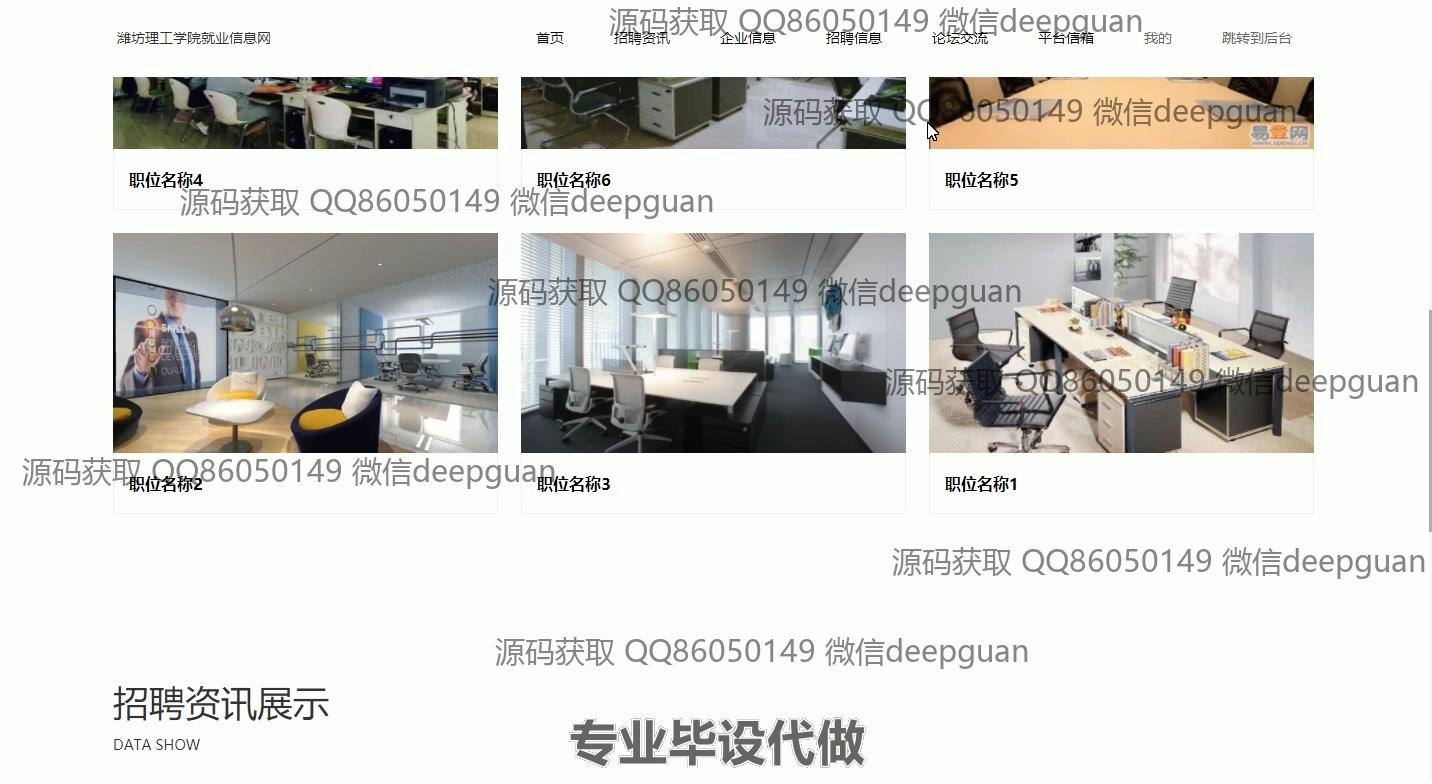 源码获取 QQ86050149 微信deepguan
潍坊理工学院就业信息网 首页 招聘资讯 企业信息 招聘信息 论坛交流 平台信箱 我的 跳转到后台
源码获取 QQ86050149 微信deepguan
易登网
WWW.EDENG.CN
职位名称4 职位名称6 职位名称5
源码获取 QQ86050149 微信deepguan
源码获取 QQ86050149 微信deepguan
SKILLS
QUALITY
源码获取 QQ86050149 微信deepguan
源码获取 QQ86050149 微信deepguan
职位名称2 职位名称3 职位名称1
源码获取 QQ86050149 微信deepguan
源码获取 QQ86050149 微信deepguan
招聘资讯展示
DATA SHOW
专业毕设代做